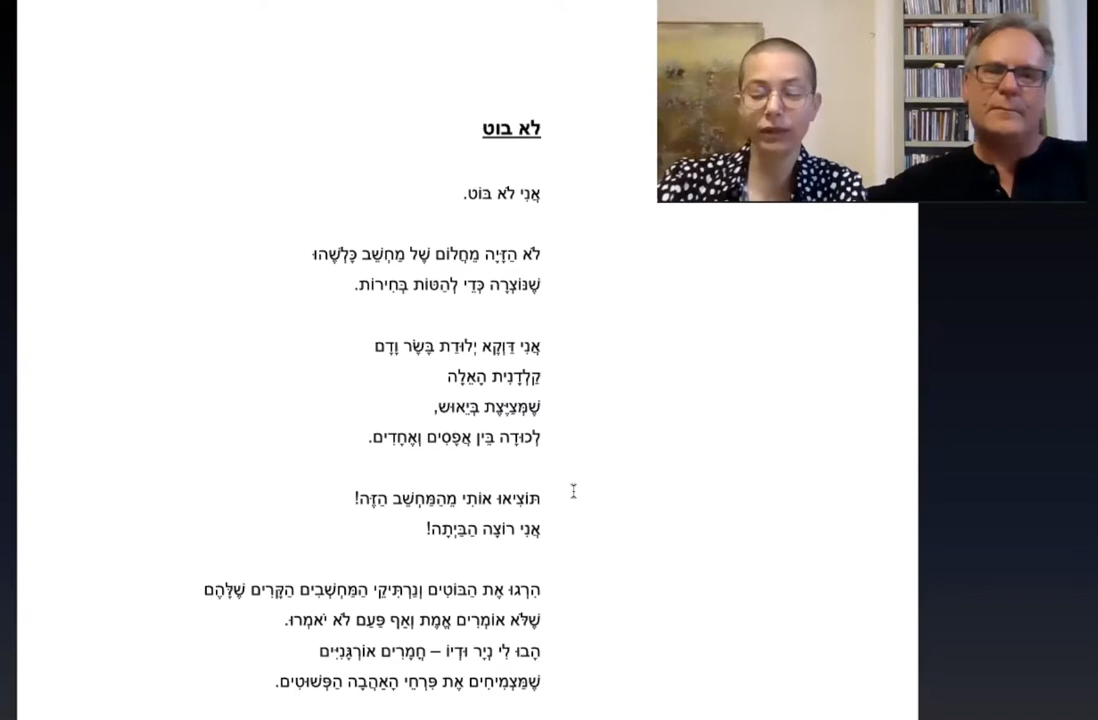 לא בוט
אֲנִי לֹא בּוֹט.
לֹא הַזָּיָה מֵחֲלוֹם שֶׁל מַחְשֵׁב כָּלְשֶׁהוּ
שֶׁנּוֹצְרָה כְּדֵי לְהַטּוֹת בְּחִירוֹת.
אֲנִי דַּוְקָא יְלוּדַת בָּשָׂר וָדָם
קַלְדָנִית הָאֵלָה
שֶׁמְּצַיֶּצֶת בְּיֵאוּשׁ,
לְכוּדָה בֵּין אֲפָסִים וְאֶחָדִים.
תּוֹצִיאוּ אוֹתִי מֵהַמַּחְשֵׁב הַזֶּה!
אֲנִי רוֹצָה הַבַּיְתָה!
הִרְגוּ אֶת הַבּוֹטִים וְנַרְתִּיקֵי הַמַּחְשְׁבִים הַקָּרִים שֶׁלָּהֶם
שֶׁלֹּא אוֹמְרִים אֱמֶת וְאַף פַּעַם לֹא יֹאמְרוּ.
הָבוּ לִי נְיָר וּדְיוֹ – חֳמָרִים אוֹרְגָּנִיִּים
שֶׁמַּצְמִיחִים אֶת פִּרְחֵי הָאַהֲבָה הַפְּשׁוּטִים.